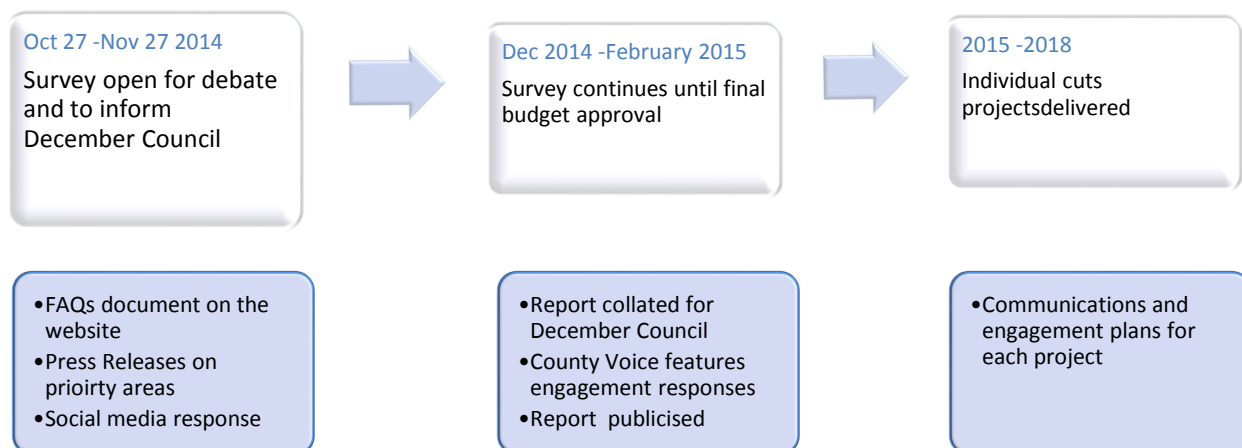 Oct 27 -Nov 27 2014
Survey open for debate
and to inform
December Council
Dec 2014 -February 2015
Survey continues until final
budget approval
2015 -2018
Individual cuts
projectsdelivered
•FAQs document on the
website
•Press Releases on
prioirty areas
•Social media response
•Report collated for
December Council
•County Voice features
engagement responses
•Report publicised
•Communications and
engagement plans for
each project